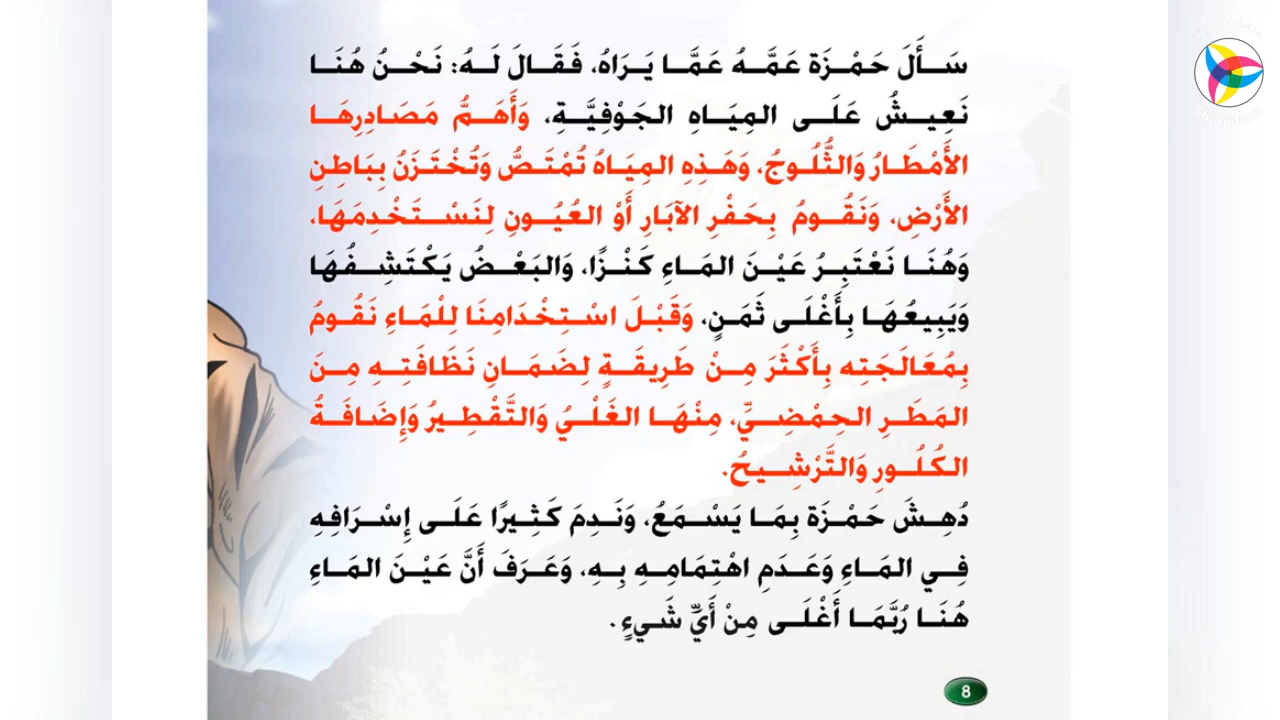 سَأَلَ حَمْزَة عَمَّهُ عَمَّا يَرَاهُ، فَقَالَ لَهُ: نَحْنُ هُنَا
نَعِيشُ عَلَى المِيَاهِ الجَوْفِيَّةِ، وَأَهَمُّ مَصَادِرِهَا
الأَمْطَارُ وَالثُّلُوجُ، وَهَذِهِ المِيَاهُ تُمْتَصُّ وَتُخْتَزَنُ بِبَاطِنِ
الأَرْضِ، وَنَقُومُ بِحَفْرِ الآبَارِ أَوْ العُيُونِ لِنَسْتَخْدِمَهَا،
وَهُنَا نَعْتَبِرُ عَيْنَ المَاءِ كَنْزًا، وَالبَعْضُ يَكْتَشِفُهَا
وَيَبِيعُهَا بِأَغْلَى ثَمَنٍ، وَقَبْلَ اسْتِخْدَامِنَا لِلْمَاءِ نَقُومُ
بِمُعَالَجَتِه بِأَكْثَرَ مِنْ طَرِيقَةٍ لِضَمَانِ نَظَافَتِهِ مِنَ
المَطَرِ الحِمْضِيِّ، مِنْهَا الغَلْيُ وَالتَّقْطِيرُ وَإِضَافَةُ
الكُلُورِ وَالتَّرْشِيحُ.
دُهِشَ حَمْزَة بِمَا يَسْمَعُ، وَنَدِمَ كَثِيرًا عَلَى إِسْرَافِهِ
فِي المَاءِ وَعَدَمِ اهْتِمَامِهِ بِهِ، وَعَرَفَ أَنَّ عَيْنَ المَاءِ
هُنَا رُبَّمَا أَغْلَى مِنْ أَيِّ شَيءٍ.
8